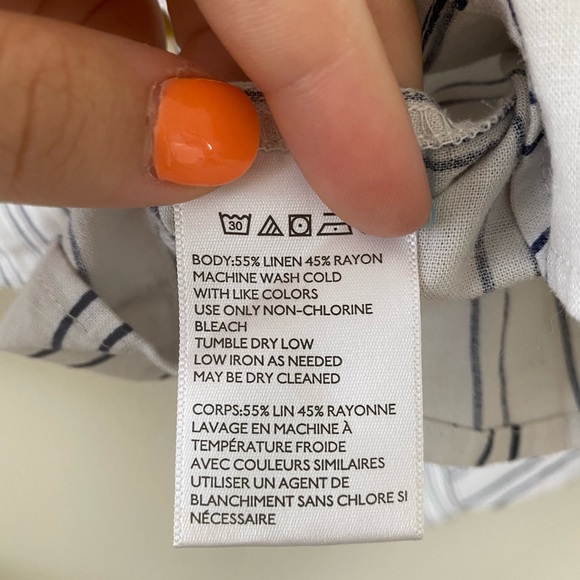 30
BODY:55% LINEN 45% RAYON
MACHINE WASH COLD
WITH LIKE COLORS
USE ONLY NON-CHLORINE
BLEACH
TUMBLE DRY LOW
LOW IRON AS NEEDED
MAY BE DRY CLEANED
CORPS:55% LIN 45% RAYONNE
LAVAGE EN MACHINE À
TEMPÉRATURE FROIDE
AVEC COULEURS SIMILAIRES
UTILISER UN AGENT DE
BLANCHIMENT SANS CHLORE SI
NÉCESSAIRE